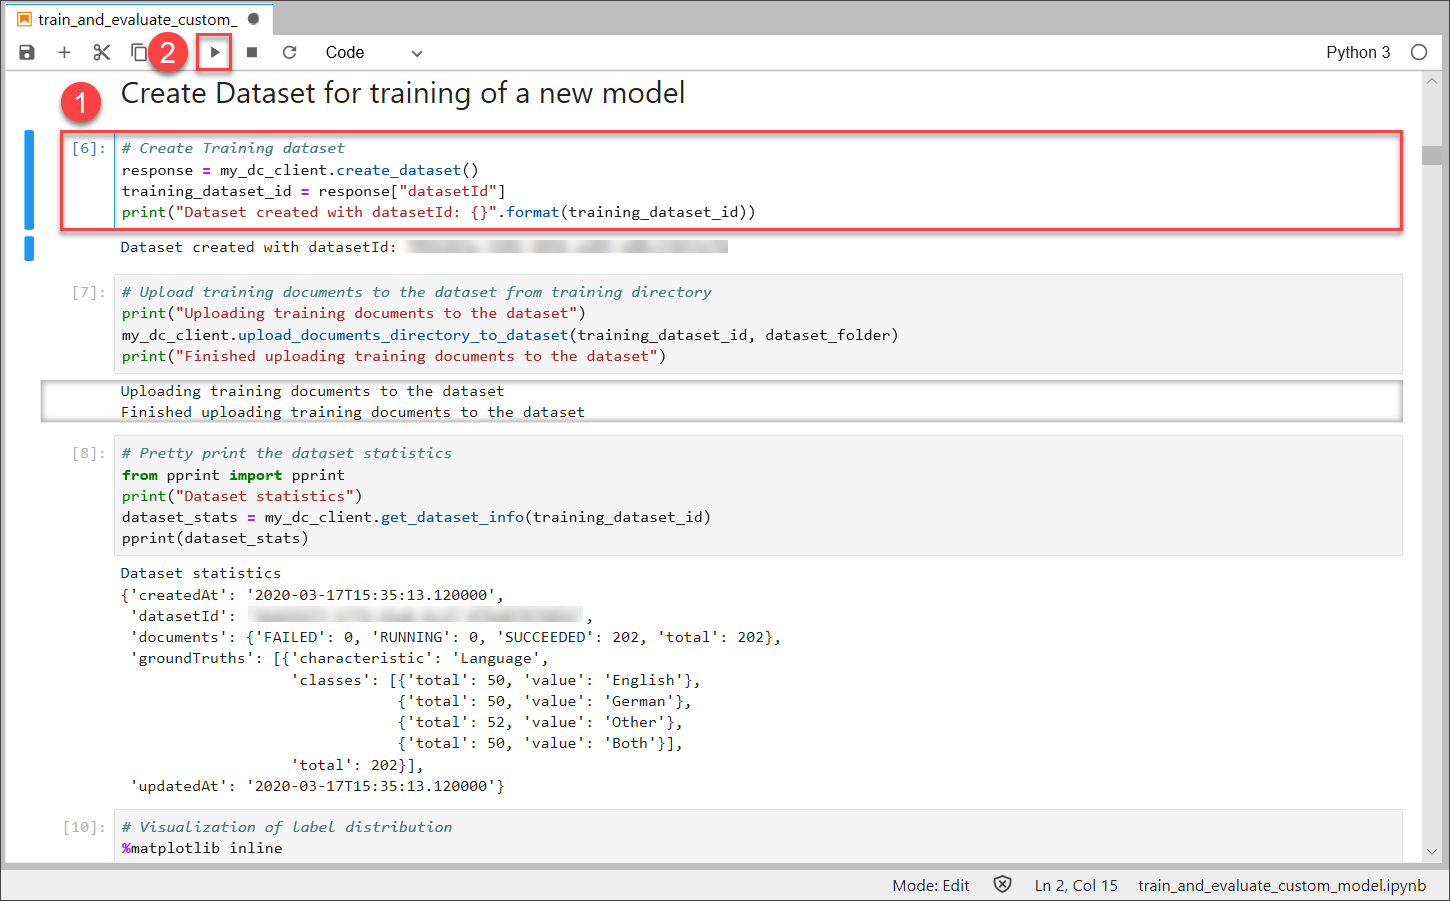 train_and_evaluate_custom_
2
Code
Python 3
Create Dataset for training of a new model
1
[6]:
# Create Training dataset
response = my_dc_client.create_dataset()
training_dataset_id = response["datasetId"]
print("Dataset created with datasetId: {}".format(training_dataset_id))
Dataset created with datasetId:
[7]:
# Upload training documents to the dataset from training directory
print("Uploading training documents to the dataset")
my_dc_client.upload_documents_directory_to_dataset(training_dataset_id, dataset_folder)
print("Finished uploading training documents to the dataset")
Uploading training documents to the dataset
Finished uploading training documents to the dataset
[8]:
# Pretty print the dataset statistics
from pprint import pprint
print("Dataset statistics")
dataset_stats = my_dc_client.get_dataset_info(training_dataset_id)
pprint(dataset_stats)
Dataset statistics
{'createdAt': '2020-03-17T15:35:13.120000',
'datasetId': ,
'documents': {'FAILED': 0, 'RUNNING': 0, 'SUCCEEDED': 202, 'total': 202},
'groundTruths': [{'characteristic': 'Language',
'classes': [{'total': 50, 'value': 'English'},
{'total': 50, 'value': 'German'},
{'total': 52, 'value': 'Other'},
{'total': 50, 'value': 'Both'}],
'total': 202}],
'updatedAt': '2020-03-17T15:35:13.120000'}
[10]:
# Visualization of label distribution
%matplotlib inline
Mode: Edit
Ln 2, Col 15
train_and_evaluate_custom_model.ipynb